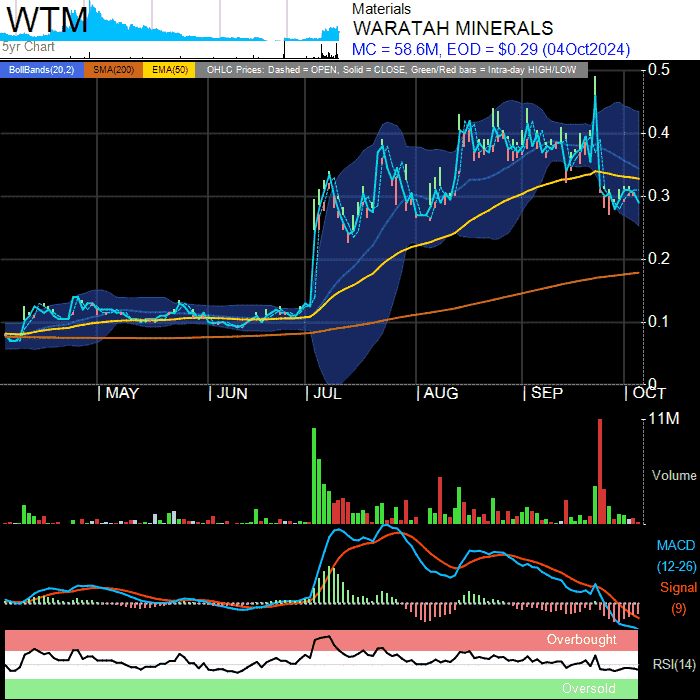 WTM
5yr Chart
Materials
WARATAH MINERALS
MC = 58.6M, EOD = $0.29 (04Oct2024)
BollBands(20,2) SMA(200) EMA(50) OHLC Prices: Dashed = OPEN, Solid = CLOSE, Green/Red bars = Intra-day HIGH/LOW
0.5
0.4
0.3
0.2
0.1
0
MAY JUN JUL AUG SEP OCT
11M
Volume
MACD
(12-26)
Signal
(9)
Overbought
RSI(14)
Oversold